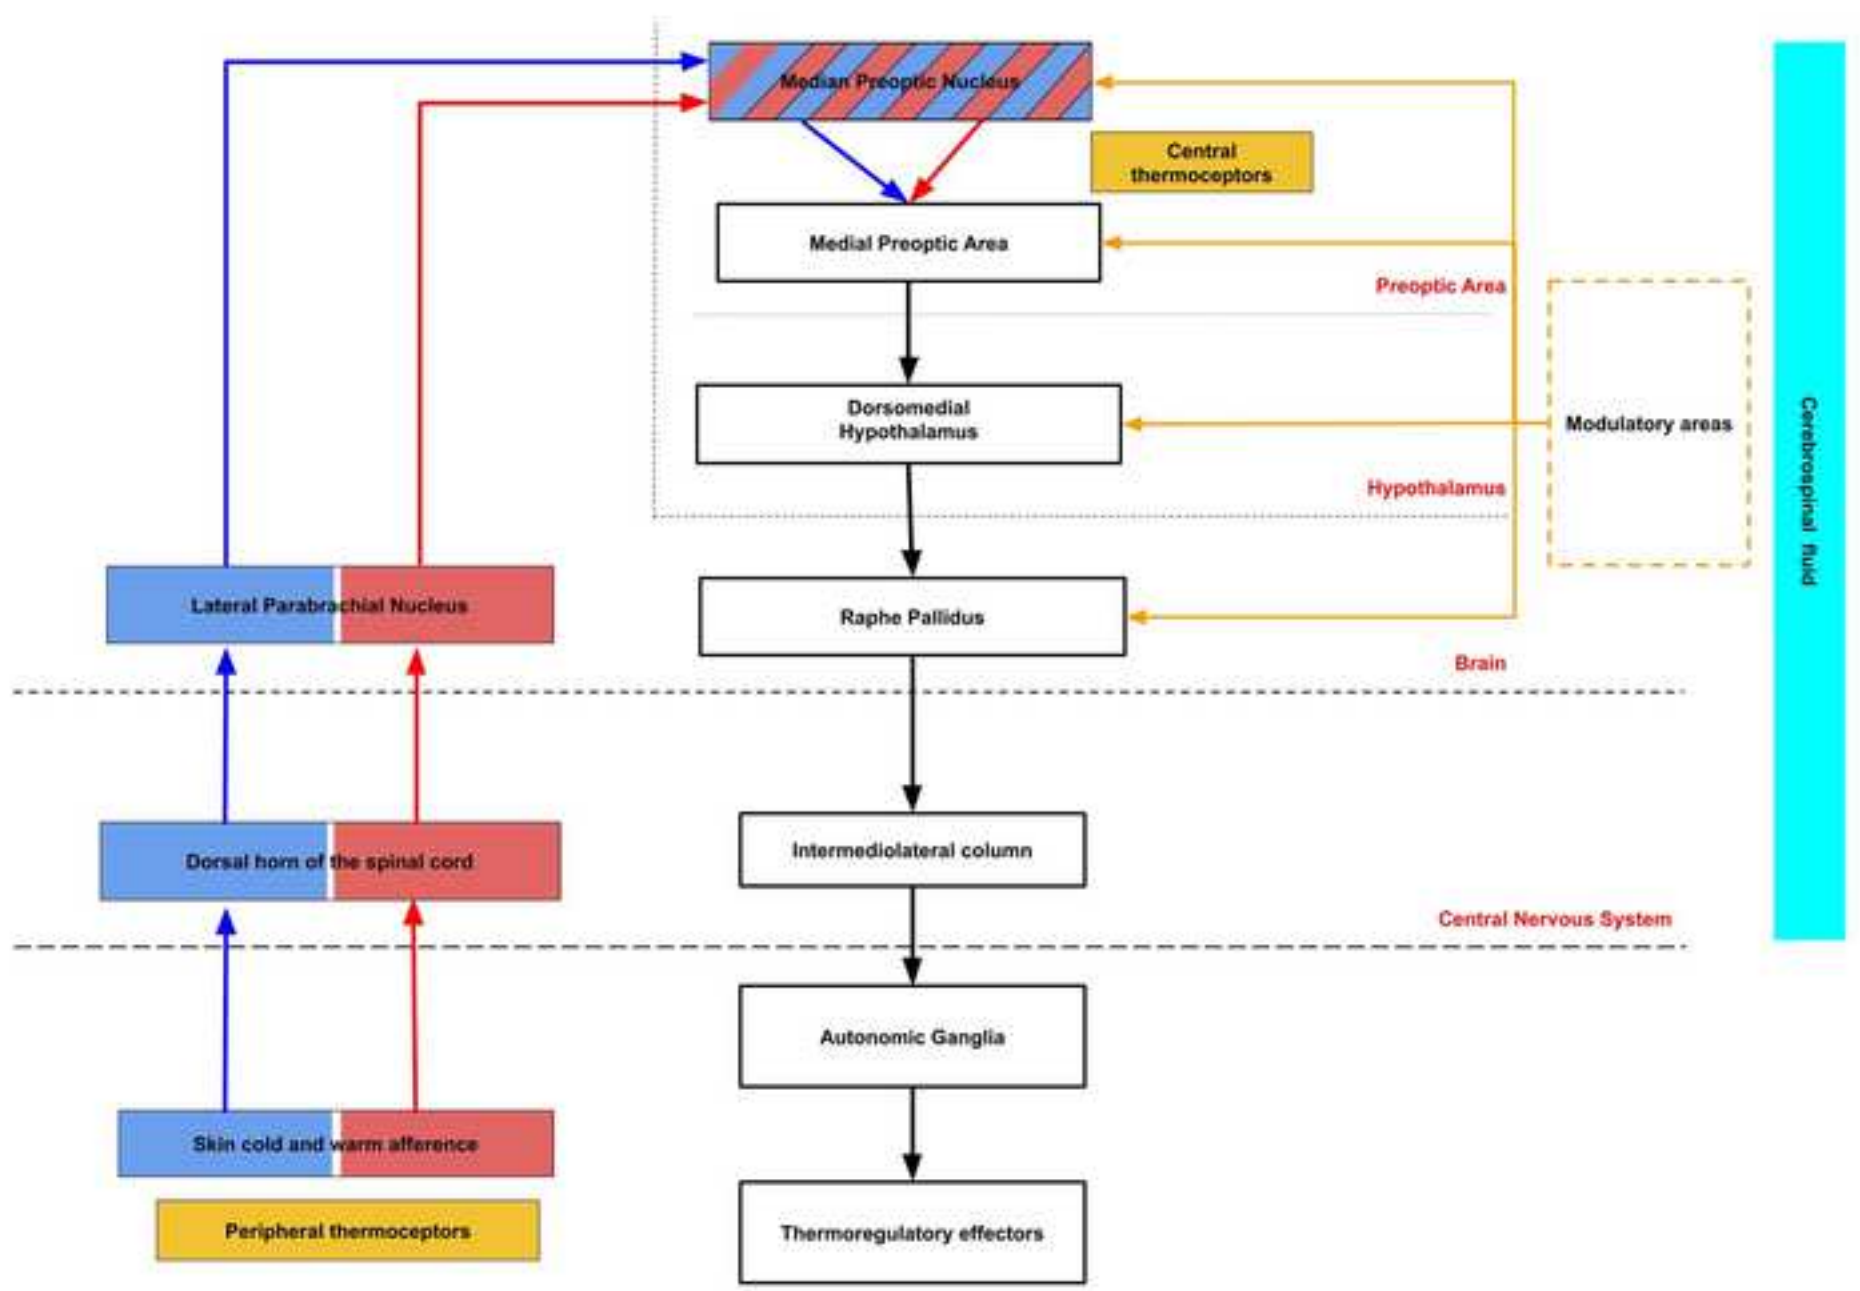 Median Preoptic Nucleus
Central
thermoceptors
Medial Preoptic Area
Preoptic Area
Dorsomedial
Hypothalamus
Modulatory areas
Cerebrospinal fluid
Hypothalamus
Lateral Parabrachial Nucleus
Raphe Pallidus
Brain
Dorsal horn of the spinal cord
Intermediolateral column
Central Nervous System
Autonomic Ganglia
Skin cold and warm afference
Peripheral thermoceptors
Thermoregulatory effectors